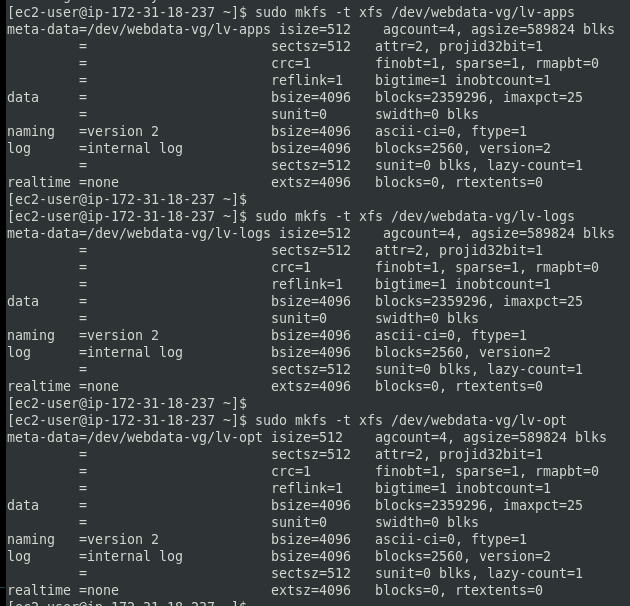 [ec2-user@ip-172-31-18-237 ~]$ sudo mkfs -t xfs /dev/webdata-vg/lv-apps
meta-data=/dev/webdata-vg/lv-apps isize=512    agcount=4, agsize=589824 blks
         =                       sectsz=512   attr=2, projid32bit=1
         =                       crc=1        finobt=1, sparse=1, rmapbt=0
         =                       reflink=1    bigtime=1 inobtcount=1
data     =                       bsize=4096   blocks=2359296, imaxpct=25
         =                       sunit=0      swidth=0 blks
naming   =version 2              bsize=4096   ascii-ci=0, ftype=1
log      =internal log           bsize=4096   blocks=2560, version=2
         =                       sectsz=512   sunit=0 blks, lazy-count=1
realtime =none                   extsz=4096   blocks=0, rtextents=0
[ec2-user@ip-172-31-18-237 ~]$
[ec2-user@ip-172-31-18-237 ~]$ sudo mkfs -t xfs /dev/webdata-vg/lv-logs
meta-data=/dev/webdata-vg/lv-logs isize=512    agcount=4, agsize=589824 blks
         =                       sectsz=512   attr=2, projid32bit=1
         =                       crc=1        finobt=1, sparse=1, rmapbt=0
         =                       reflink=1    bigtime=1 inobtcount=1
data     =                       bsize=4096   blocks=2359296, imaxpct=25
         =                       sunit=0      swidth=0 blks
naming   =version 2              bsize=4096   ascii-ci=0, ftype=1
log      =internal log           bsize=4096   blocks=2560, version=2
         =                       sectsz=512   sunit=0 blks, lazy-count=1
realtime =none                   extsz=4096   blocks=0, rtextents=0
[ec2-user@ip-172-31-18-237 ~]$
[ec2-user@ip-172-31-18-237 ~]$ sudo mkfs -t xfs /dev/webdata-vg/lv-opt
meta-data=/dev/webdata-vg/lv-opt isize=512    agcount=4, agsize=589824 blks
         =                       sectsz=512   attr=2, projid32bit=1
         =                       crc=1        finobt=1, sparse=1, rmapbt=0
         =                       reflink=1    bigtime=1 inobtcount=1
data     =                       bsize=4096   blocks=2359296, imaxpct=25
         =                       sunit=0      swidth=0 blks
naming   =version 2              bsize=4096   ascii-ci=0, ftype=1
log      =internal log           bsize=4096   blocks=2560, version=2
         =                       sectsz=512   sunit=0 blks, lazy-count=1
realtime =none                   extsz=4096   blocks=0, rtextents=0
[ec2-user@ip-172-31-18-237 ~]$